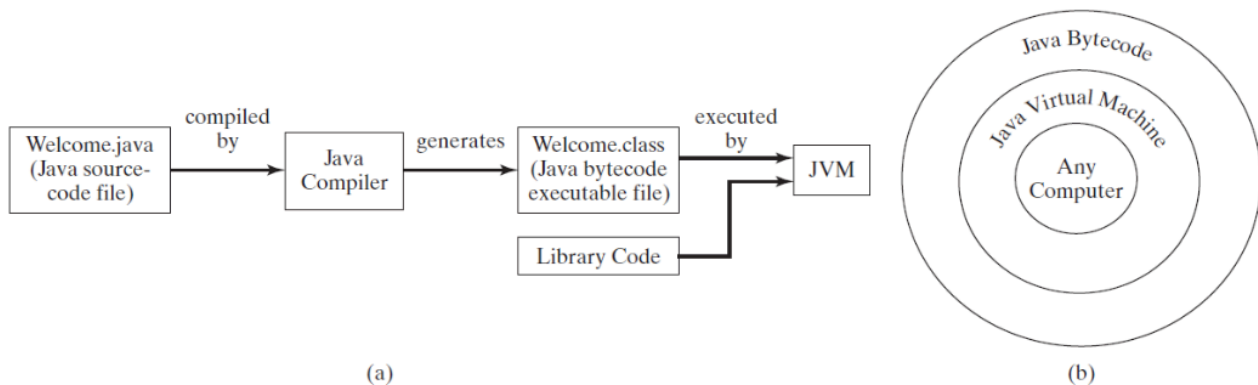 compiled
by
executed
by
generates
Welcome.java
(Java source-
code file)
Java
Compiler
Welcome.class
(Java bytecode
executable file)
JVM
Library Code
(a)
Java Bytecode
Java Virtual Machine
Any
Computer
(b)